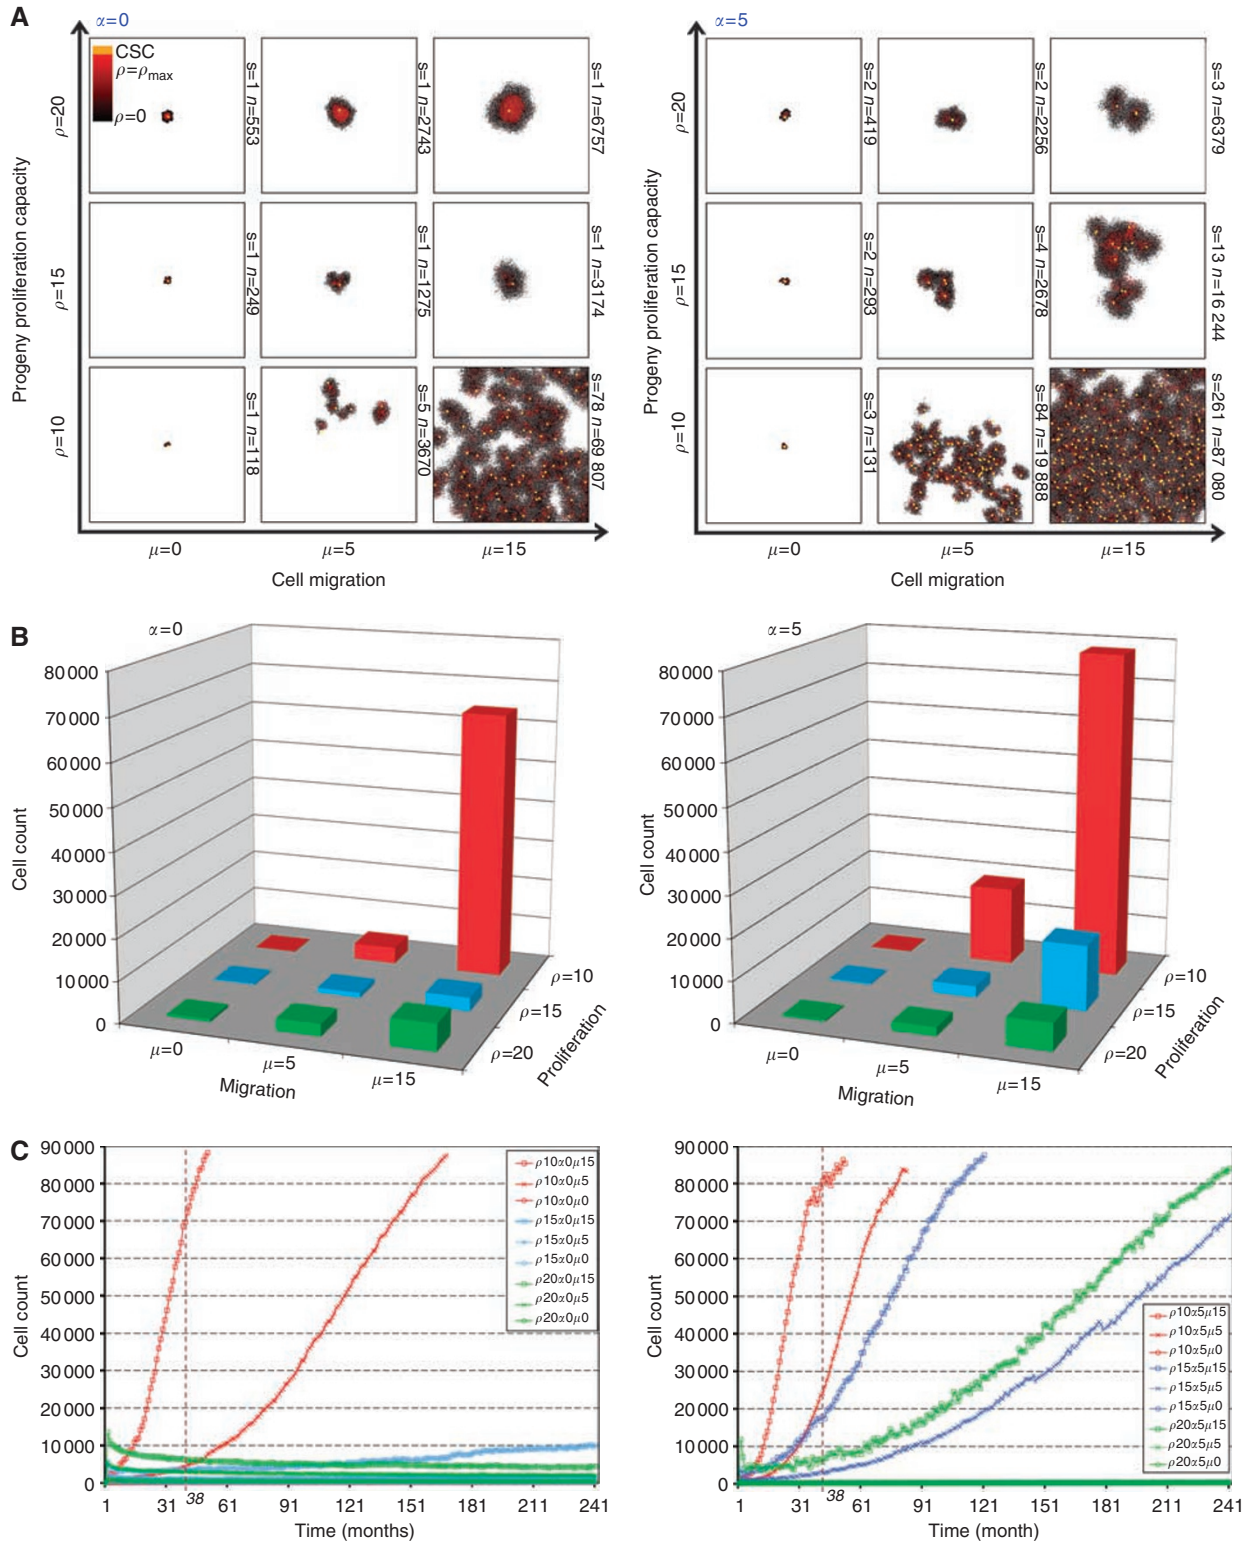 A
α=0
CSC
ρ=ρmax
ρ=0
Progeny proliferation capacity
ρ=20
s=1 n=553
s=1 n=2743
s=1 n=6757
ρ=15
s=1 n=249
s=1 n=1275
s=1 n=3174
ρ=10
s=1 n=118
s=5 n=3670
s=78 n=69 807
μ=0
μ=5
μ=15
Cell migration
α=5
Progeny proliferation capacity
ρ=20
s=2 n=419
s=2 n=2256
s=3 n=6379
ρ=15
s=2 n=293
s=4 n=2678
s=13 n=16 244
ρ=10
s=3 n=131
s=84 n=19 888
s=261 n=87 080
μ=0
μ=5
μ=15
Cell migration
B
α=0
Cell count
80 000
70 000
60 000
50 000
40 000
30 000
20 000
10 000
0
μ=0
μ=5
μ=15
Migration
ρ=10
ρ=15
ρ=20
Proliferation
α=5
Cell count
80 000
70 000
60 000
50 000
40 000
30 000
20 000
10 000
0
μ=0
μ=5
μ=15
Migration
ρ=10
ρ=15
ρ=20
Proliferation
C
Cell count
90 000
80 000
70 000
60 000
50 000
40 000
30 000
20 000
10 000
0
ρ10α0μ15
ρ10α0μ5
ρ10α0μ0
ρ15α0μ15
ρ15α0μ5
ρ15α0μ0
ρ20α0μ15
ρ20α0μ5
ρ20α0μ0
1 31 38 61 91 121 151 181 211 241
Time (months)
Cell count
90 000
80 000
70 000
60 000
50 000
40 000
30 000
20 000
10 000
0
ρ10α5μ15
ρ10α5μ5
ρ10α5μ0
ρ15α5μ15
ρ15α5μ5
ρ15α5μ0
ρ20α5μ15
ρ20α5μ5
ρ20α5μ0
1 31 38 61 91 121 151 181 211 241
Time (month)